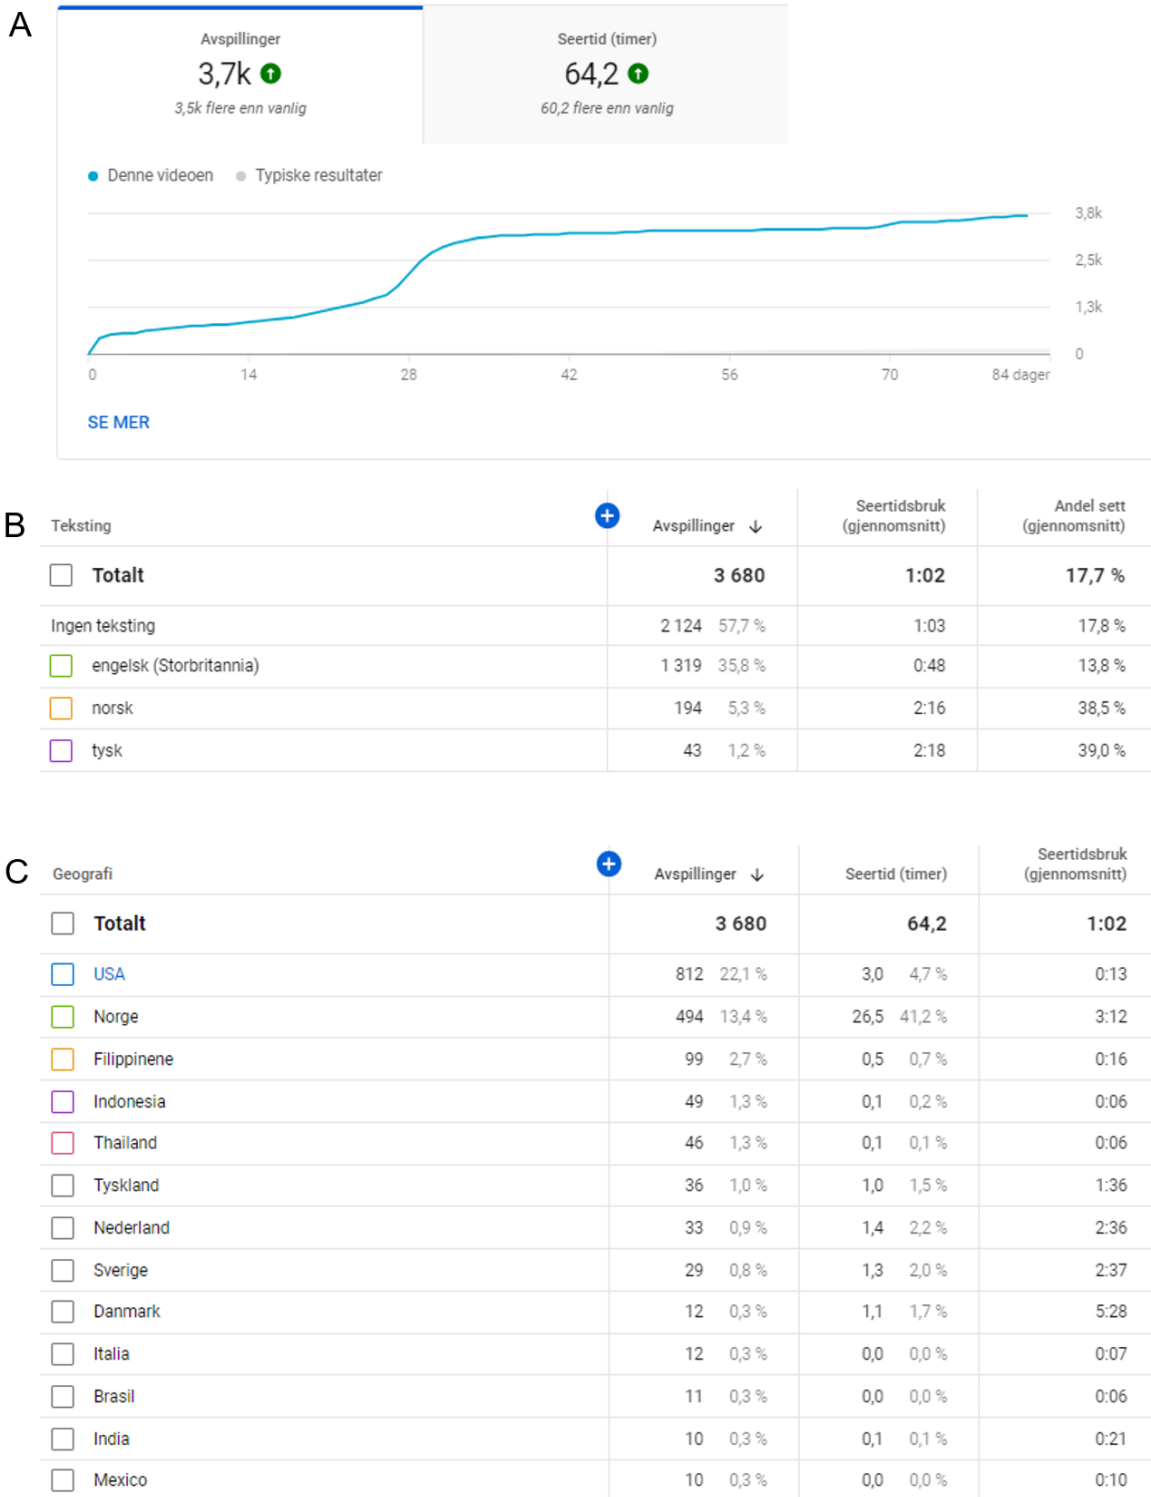 A
Avspillinger
3,7k
3,5k flere enn vanlig
Seertid (timer)
64,2
60,2 flere enn vanlig
Denne videoen
Typiske resultater
3,8k
2,5k
1,3k
0
0 14 28 42 56 70 84 dager
SE MER
B
Teksting Avspillinger Seertidsbruk (gjennomsnitt) Andel sett (gjennomsnitt)
Totalt 3 680 1:02 17,7 %
Ingen teksting 2 124 57,7 % 1:03 17,8 %
engelsk (Storbritannia) 1 319 35,8 % 0:48 13,8 %
norsk 194 5,3 % 2:16 38,5 %
tysk 43 1,2 % 2:18 39,0 %
C
Geografi Avspillinger Seertid (timer) Seertidsbruk (gjennomsnitt)
Totalt 3 680 64,2 1:02
USA 812 22,1 % 3,0 4,7 % 0:13
Norge 494 13,4 % 26,5 41,2 % 3:12
Filippinene 99 2,7 % 0,5 0,7 % 0:16
Indonesia 49 1,3 % 0,1 0,2 % 0:06
Thailand 46 1,3 % 0,1 0,1 % 0:06
Tyskland 36 1,0 % 1,0 1,5 % 1:36
Nederland 33 0,9 % 1,4 2,2 % 2:36
Sverige 29 0,8 % 1,3 2,0 % 2:37
Danmark 12 0,3 % 1,1 1,7 % 5:28
Italia 12 0,3 % 0,0 0,0 % 0:07
Brasil 11 0,3 % 0,0 0,0 % 0:06
India 10 0,3 % 0,1 0,1 % 0:21
Mexico 10 0,3 % 0,0 0,0 % 0:10